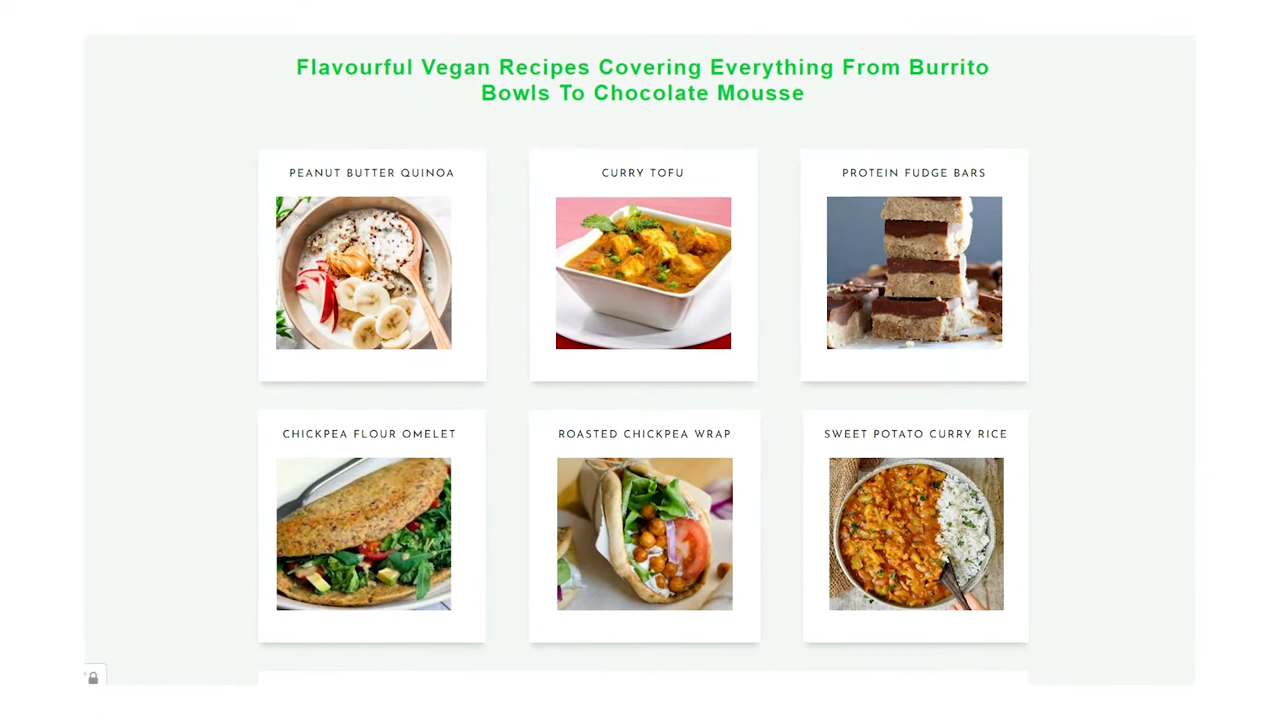 Flavourful Vegan Recipes Covering Everything From Burrito
Bowls To Chocolate Mousse
PEANUT BUTTER QUINOA
CURRY TOFU
PROTEIN FUDGE BARS
CHICKPEA FLOUR OMELET
ROASTED CHICKPEA WRAP
SWEET POTATO CURRY RICE